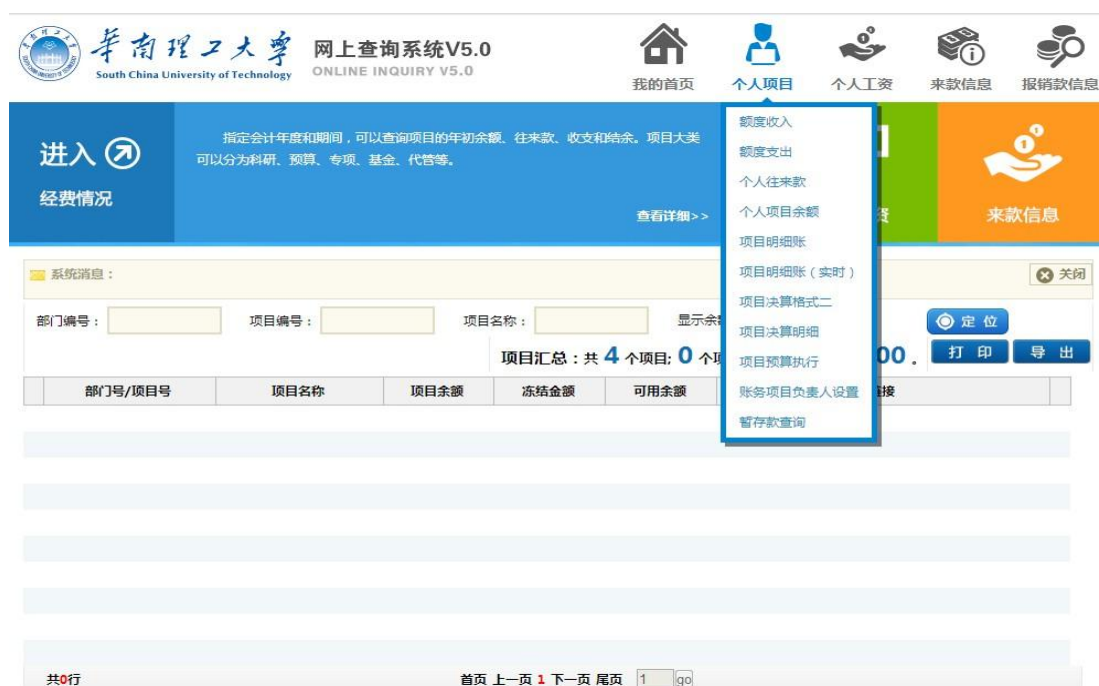 华南理工大学
South China University of Technology
网上查询系统V5.0
ONLINE INQUIRY V5.0
我的首页
个人项目
个人工资
来款信息
报销款信息
进入
经费情况
指定会计年度和期间，可以查询项目的年初余额、往来款、收支和结余。项目大类
可以分为科研、预算、专项、基金、代管等。
查看详细>>
额度收入
额度支出
个人往来款
个人项目余额
项目明细账
项目明细账（实时）
项目决算格式二
项目决算明细
项目预算执行
账务项目负责人设置
暂存款查询
来款信息
系统消息：
关闭
部门编号：
项目编号：
项目名称：
显示余
定 位
项目汇总：共 4 个项目; 0 个
00 .
打 印
导 出
部门号/项目号
项目名称
项目余额
冻结金额
可用余额
接
共0行
首页 上一页 1 下一页 尾页 1 go